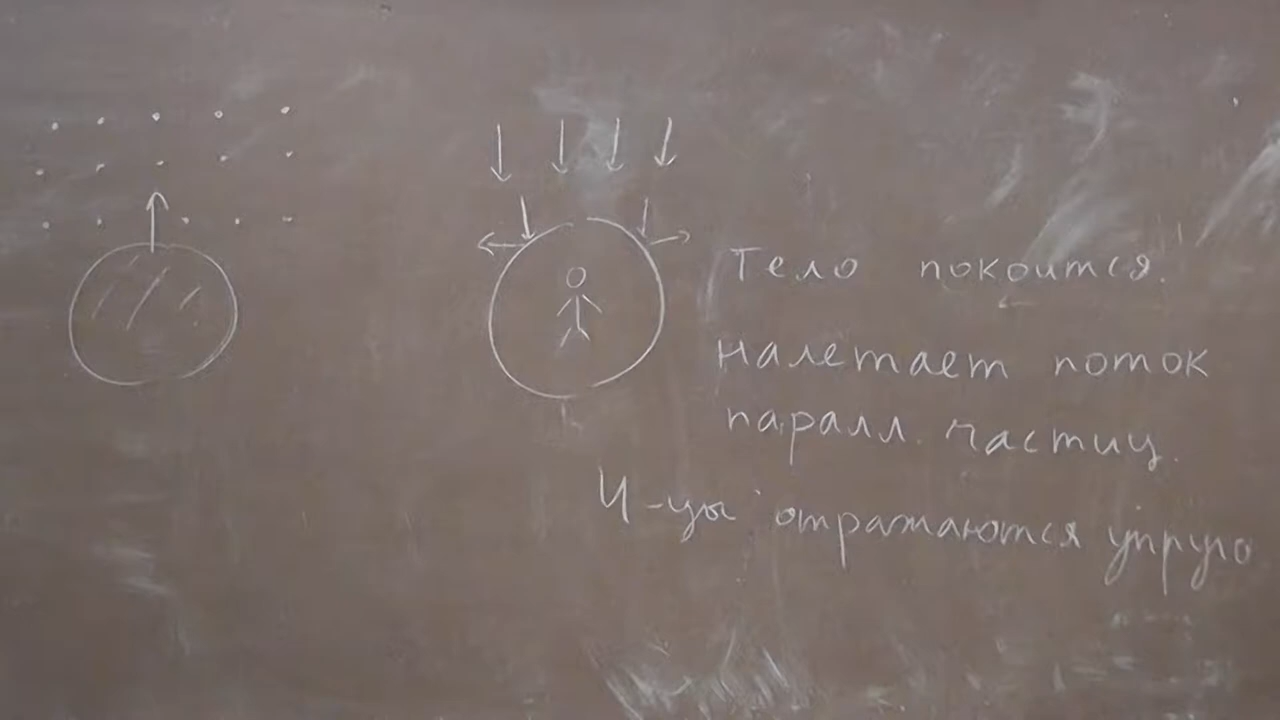 Тело покоится.
налетает поток
паралл. частиц.
Ч-цы отражаются упруго